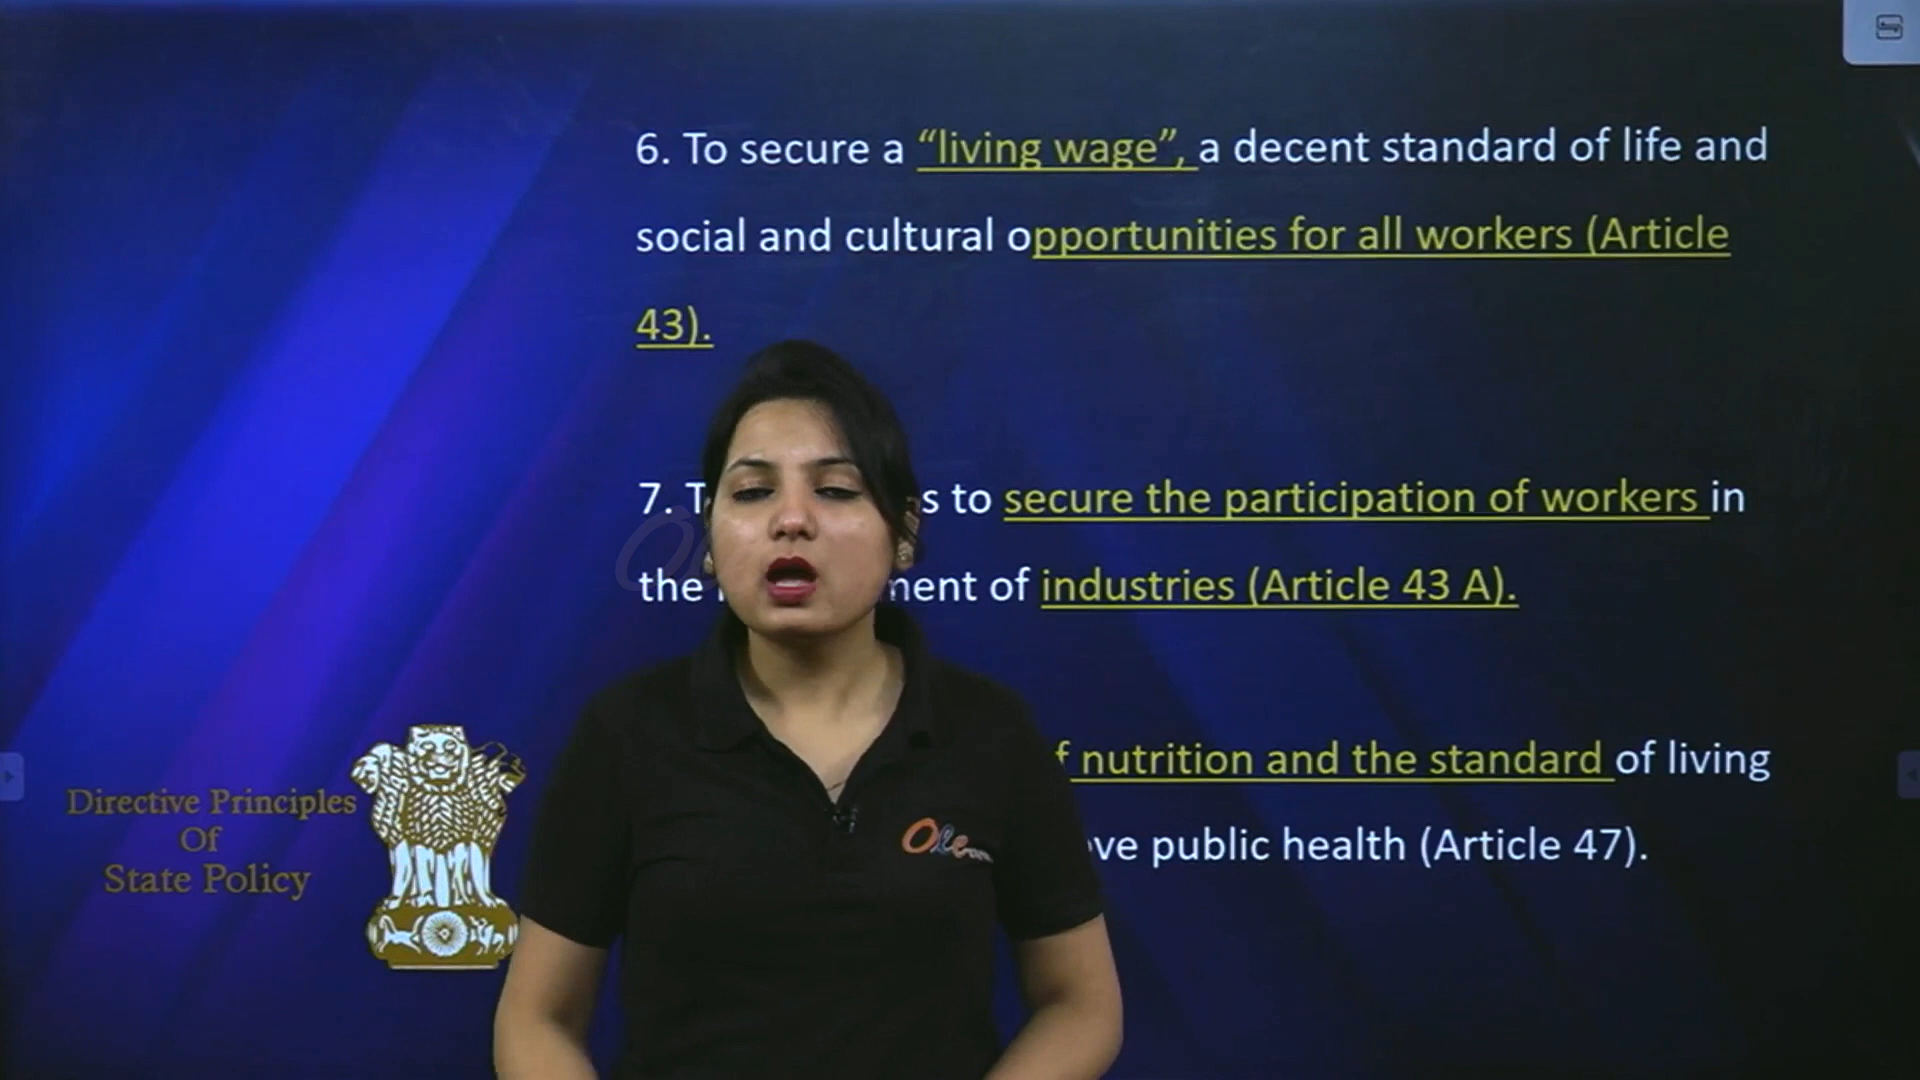 6. To secure a “living wage”, a decent standard of life and
social and cultural opportunities for all workers (Article
43).
7. s to secure the participation of workers in
the ment of industries (Article 43 A).
nutrition and the standard of living
public health (Article 47).
Directive Principles
Of
State Policy